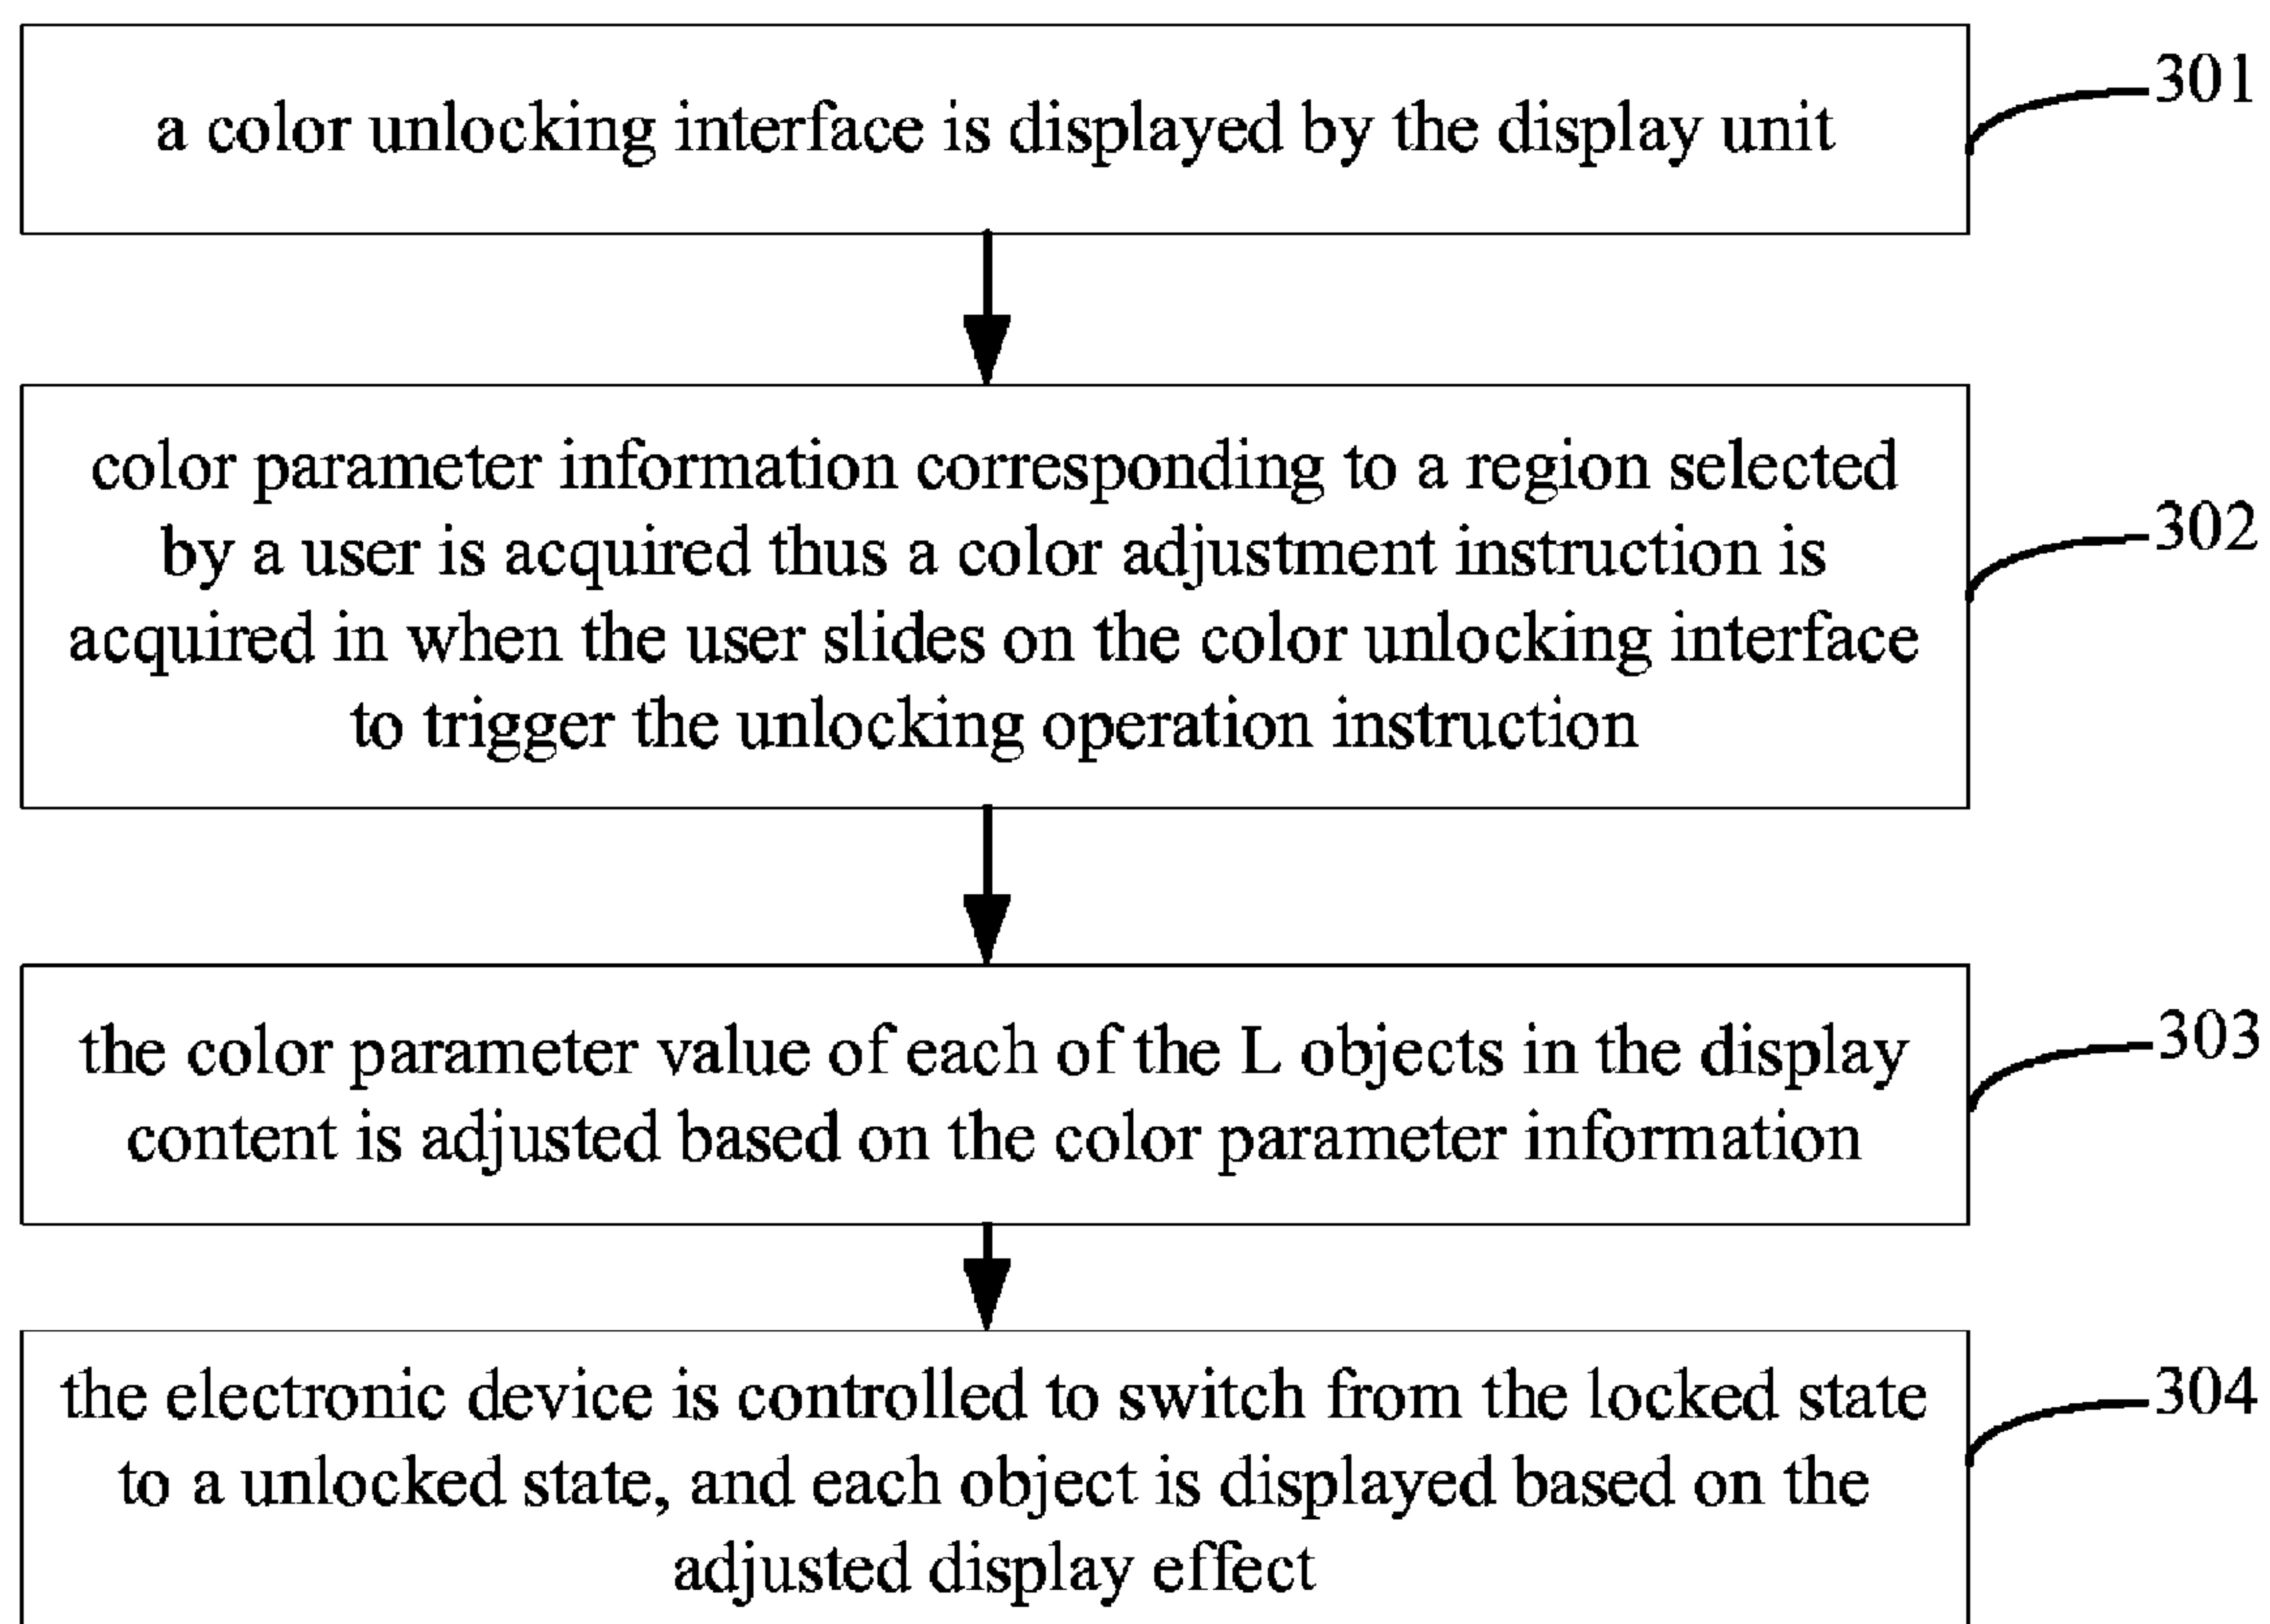 a color unlocking interface is displayed by the display unit
301
color parameter information corresponding to a region selected
by a user is acquired thus a color adjustment instruction is
acquired in when the user slides on the color unlocking interface
to trigger the unlocking operation instruction
302
the color parameter value of each of the L objects in the display
content is adjusted based on the color parameter information
303
the electronic device is controlled to switch from the locked state
to a unlocked state, and each object is displayed based on the
adjusted display effect
304